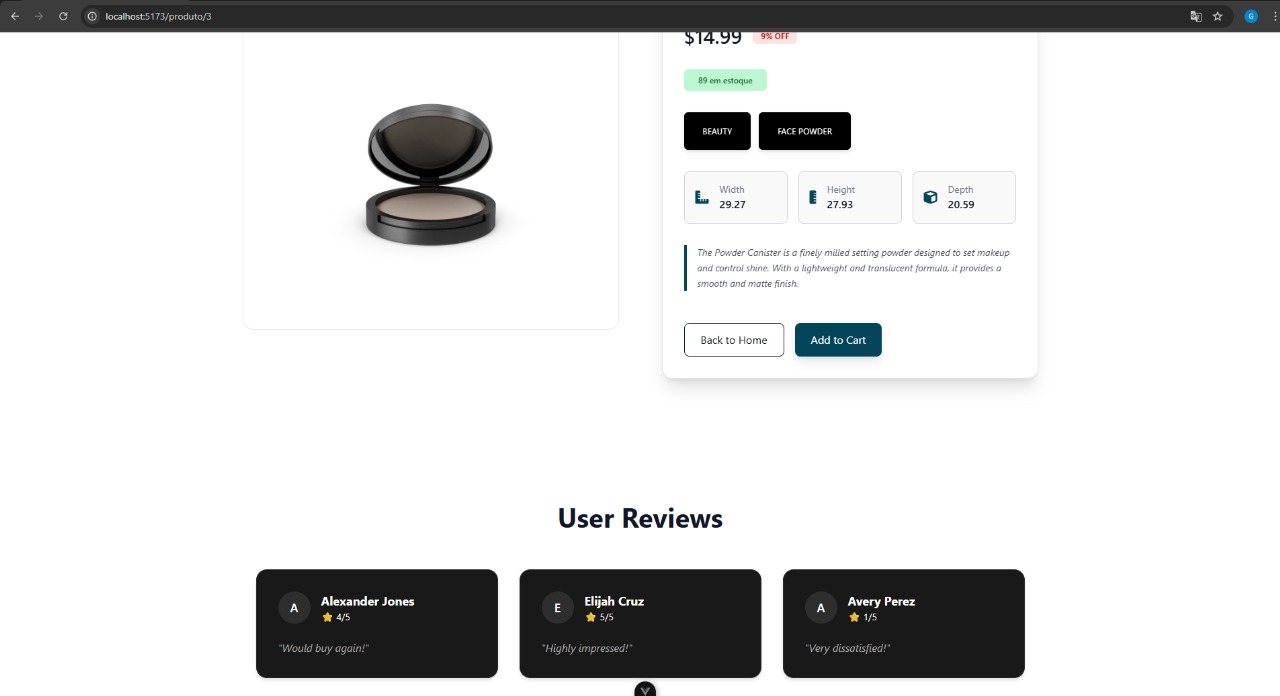 localhost:5173/produto/3
G
$14.99 9% OFF
89 em estoque
BEAUTY FACE POWDER
Width
29.27
Height
27.93
Depth
20.59
The Powder Canister is a finely milled setting powder designed to set makeup
and control shine. With a lightweight and translucent formula, it provides a
smooth and matte finish.
Back to Home Add to Cart
User Reviews
A
Alexander Jones
4/5
"Would buy again!"
E
Elijah Cruz
5/5
"Highly impressed!"
A
Avery Perez
1/5
"Very dissatisfied!"